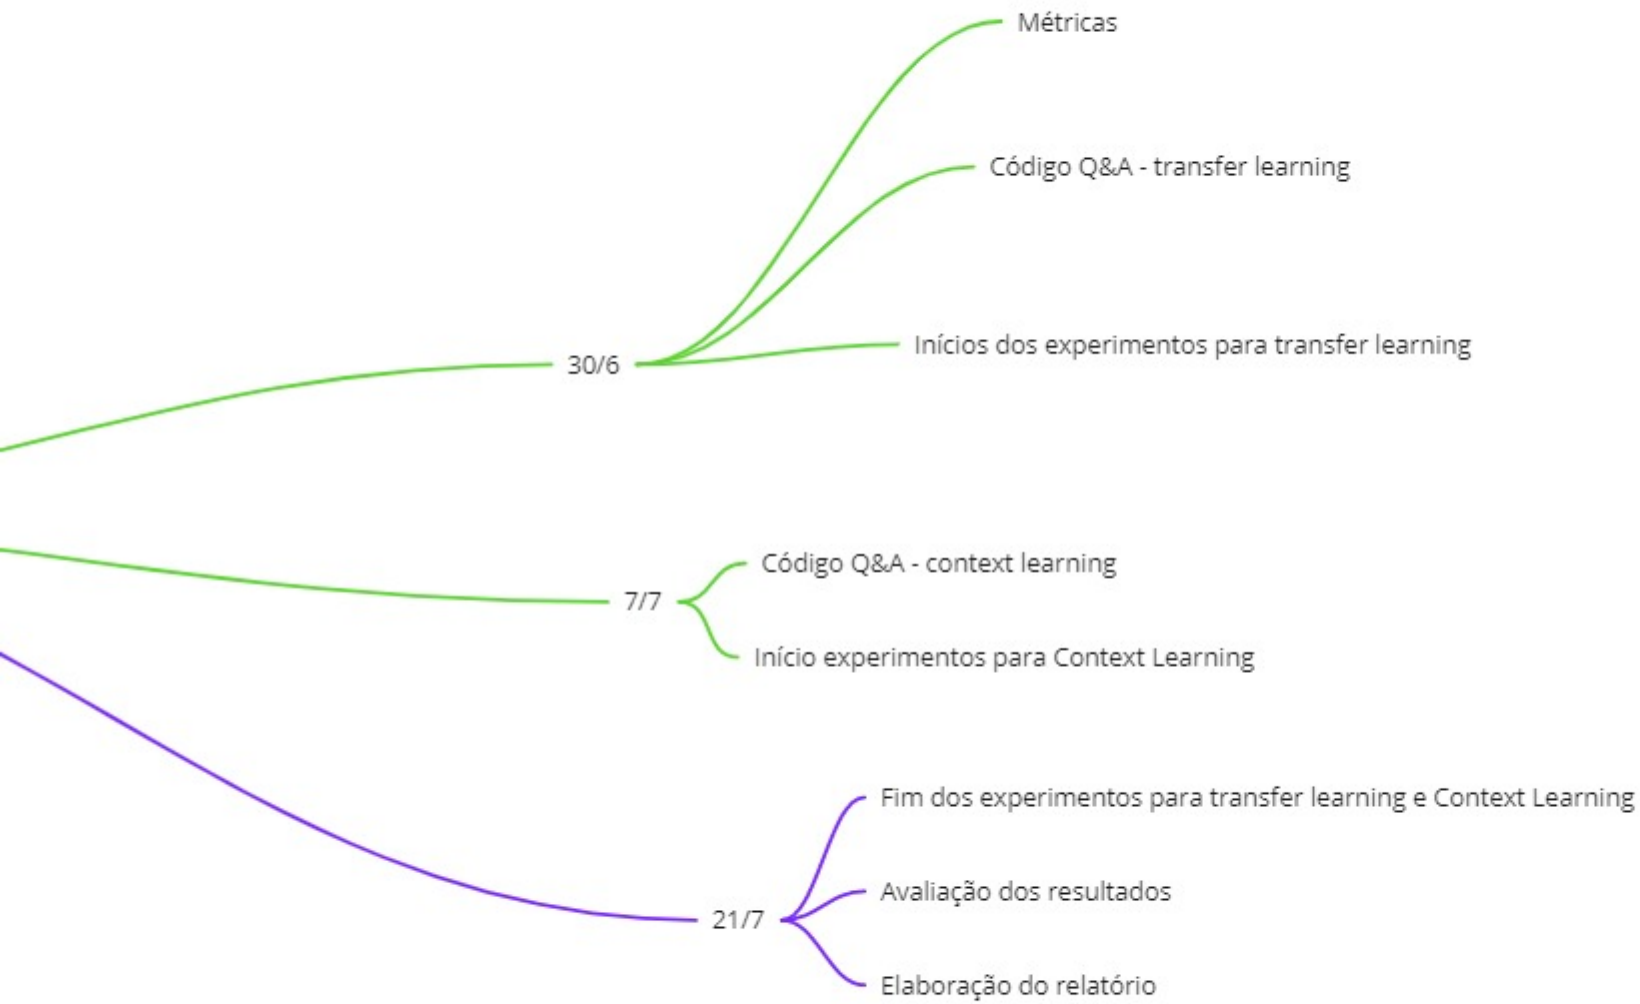 Métricas
Código Q&A - transfer learning
30/6
Inícios dos experimentos para transfer learning
Código Q&A - context learning
7/7
Início experimentos para Context Learning
Fim dos experimentos para transfer learning e Context Learning
Avaliação dos resultados
21/7
Elaboração do relatório